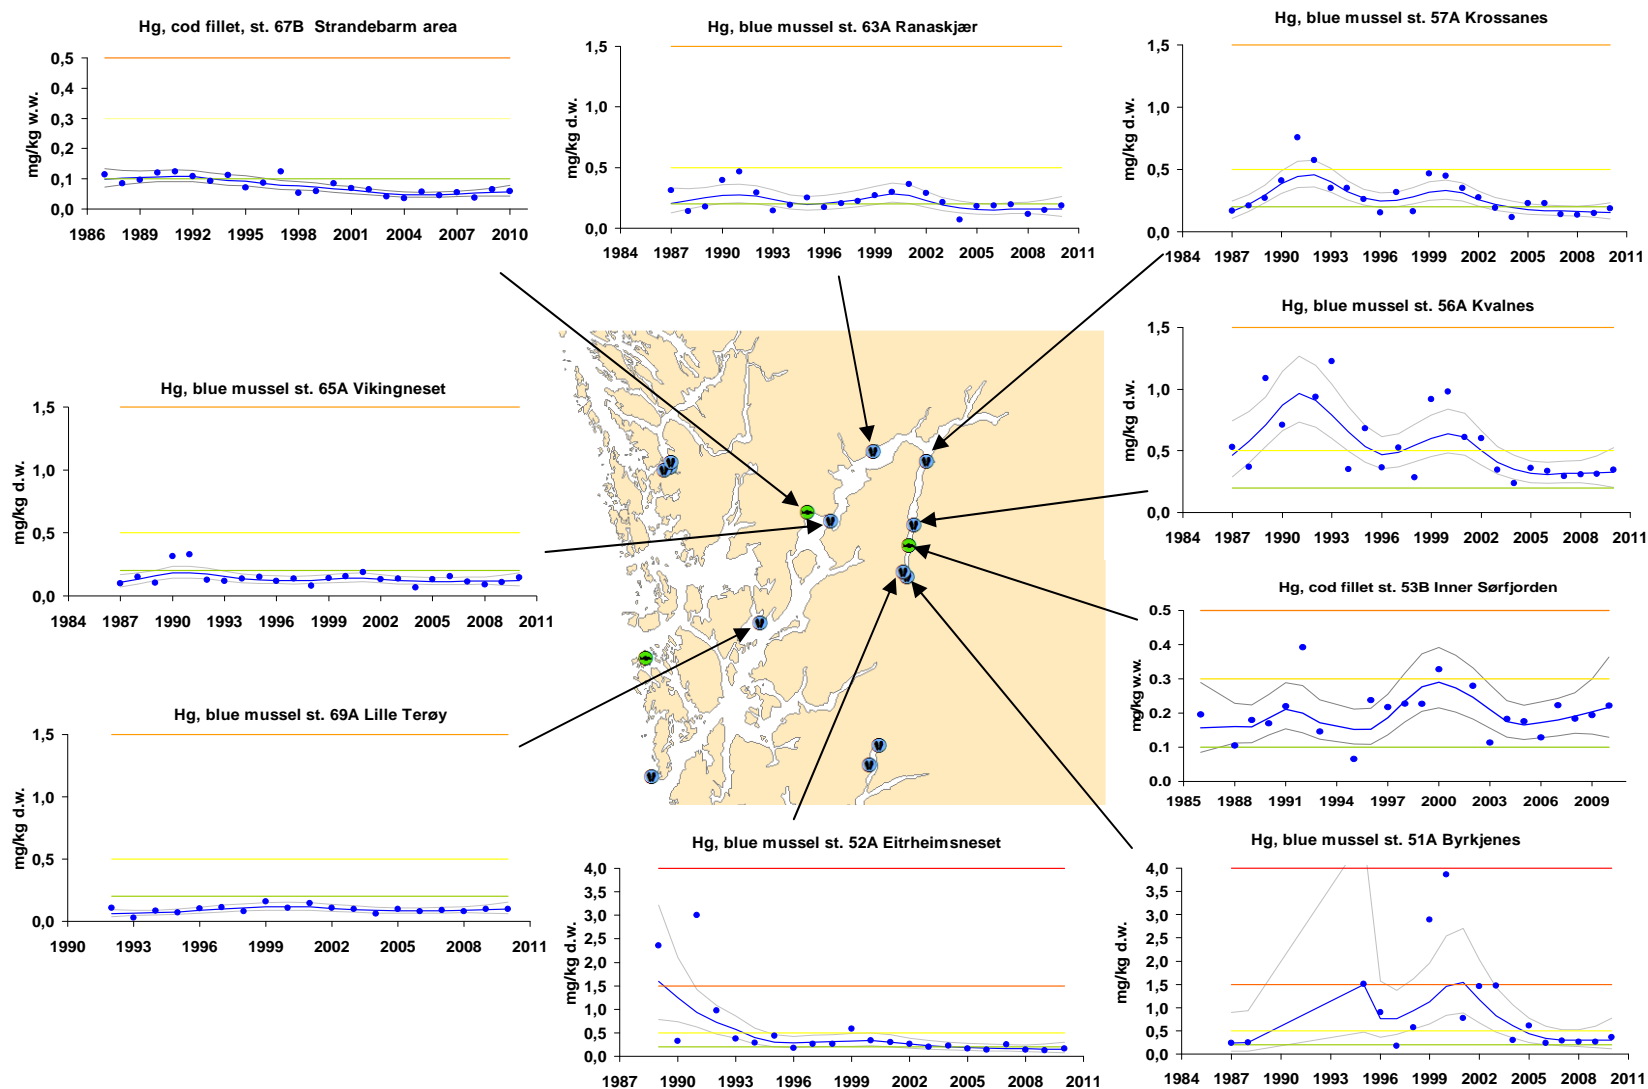 Hg, cod fillet, st. 67B Strandebarm area
mg/kg w.w.
0,5
0,4
0,3
0,2
0,1
0,0
1986 1989 1992 1995 1998 2001 2004 2007 2010
Hg, blue mussel st. 63A Ranaskjær
mg/kg d.w.
1,5
1,0
0,5
0,0
1984 1987 1990 1993 1996 1999 2002 2005 2008 2011
Hg, blue mussel st. 57A Krossanes
mg/kg d.w.
1,5
1,0
0,5
0,0
1984 1987 1990 1993 1996 1999 2002 2005 2008 2011
Hg, blue mussel st. 56A Kvalnes
mg/kg d.w.
1,5
1,0
0,5
0,0
1984 1987 1990 1993 1996 1999 2002 2005 2008 2011
Hg, blue mussel st. 65A Vikingneset
mg/kg d.w.
1,5
1,0
0,5
0,0
1984 1987 1990 1993 1996 1999 2002 2005 2008 2011
Hg, cod fillet st. 53B Inner Sørfjorden
mg/kg w.w.
0.5
0.4
0.3
0.2
0.1
0.0
1985 1988 1991 1994 1997 2000 2003 2006 2009
Hg, blue mussel st. 69A Lille Terøy
mg/kg d.w.
1,5
1,0
0,5
0,0
1990 1993 1996 1999 2002 2005 2008 2011
Hg, blue mussel st. 52A Eitrheimsneset
mg/kg d.w.
4,0
3,5
3,0
2,5
2,0
1,5
1,0
0,5
0,0
1987 1990 1993 1996 1999 2002 2005 2008 2011
Hg, blue mussel st. 51A Byrkjenes
mg/kg d.w.
4,0
3,5
3,0
2,5
2,0
1,5
1,0
0,5
0,0
1984 1987 1990 1993 1996 1999 2002 2005 2008 2011